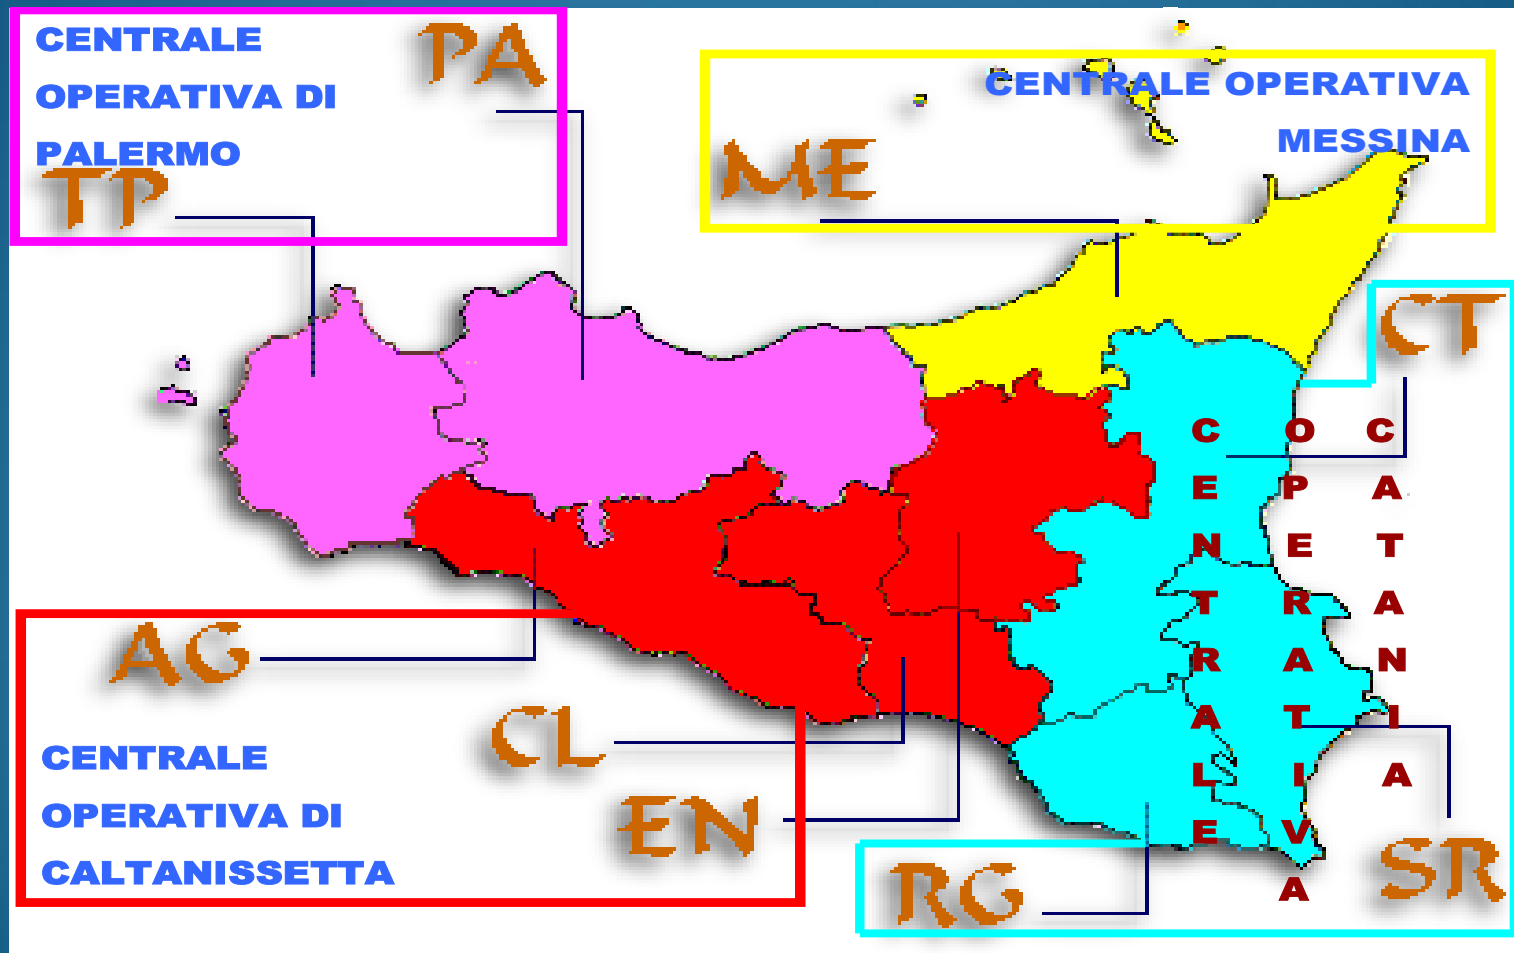 CENTRALE
OPERATIVA DI
PALERMO
PA
TP
CENTRALE OPERATIVA
MESSINA
ME
CT
CENTRALE
OPERATIVA
CATANIA
AG
CL
EN
CENTRALE
OPERATIVA DI
CALTANISSETTA
RG
SR